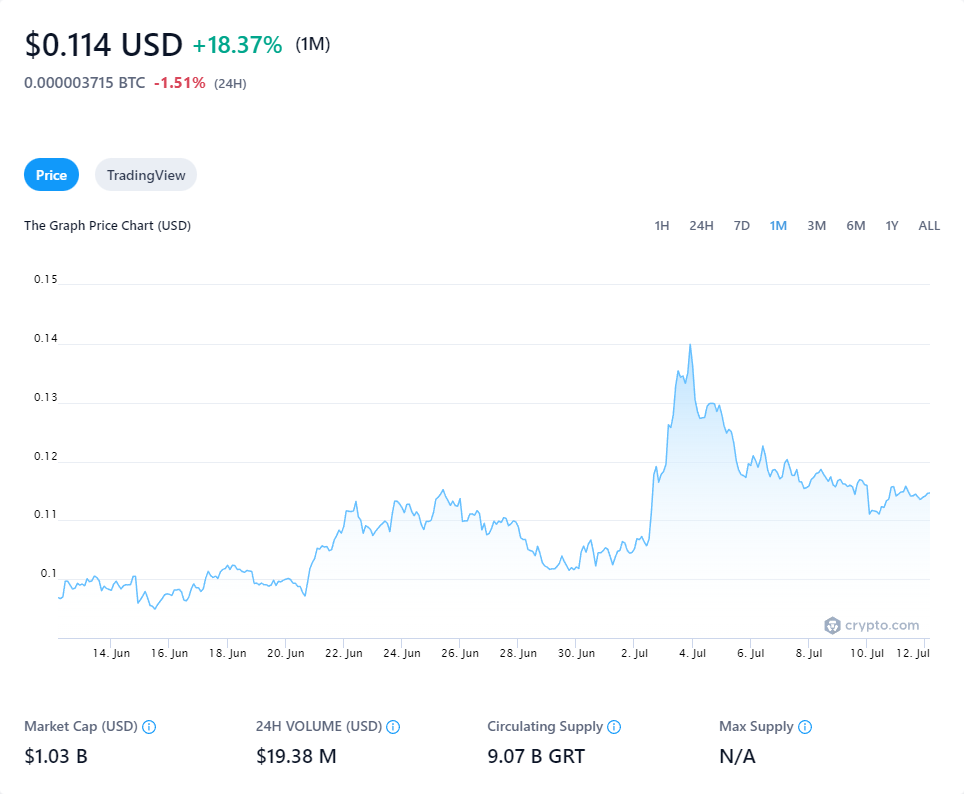 $0.114 USD +18.37% (1M)
0.000003715 BTC -1.51% (24H)
Price TradingView
The Graph Price Chart (USD) 1H 24H 7D 1M 3M 6M 1Y ALL
0.15
0.14
0.13
0.12
0.11
0.1
crypto.com
14. Jun 16. Jun 18. Jun 20. Jun 22. Jun 24. Jun 26. Jun 28. Jun 30. Jun 2. Jul 4. Jul 6. Jul 8. Jul 10. Jul 12. Jul
Market Cap (USD) 24H VOLUME (USD) Circulating Supply Max Supply
$1.03 B $19.38 M 9.07 B GRT N/A